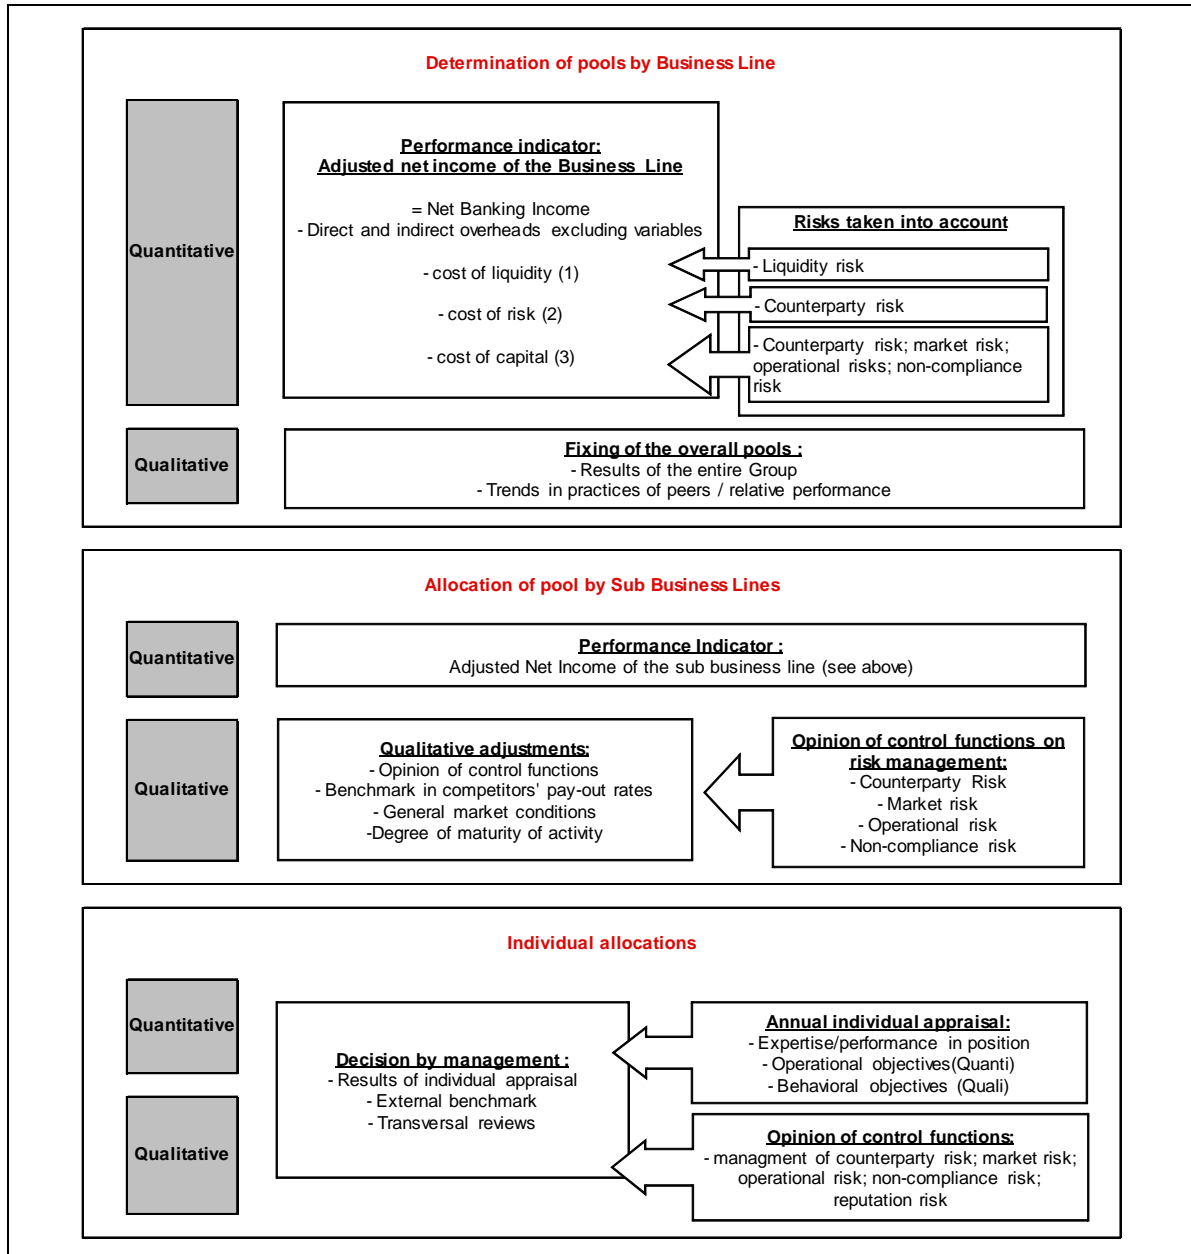 Determination of pools by Business Line
Quantitative
Performance indicator:
Adjusted net income of the Business Line
= Net Banking Income
- Direct and indirect overheads excluding variables
- cost of liquidity (1)
- cost of risk (2)
- cost of capital (3)
Risks taken into account
- Liquidity risk
- Counterparty risk
- Counterparty risk; market risk;
operational risks; non-compliance
risk
Qualitative
Fixing of the overall pools :
- Results of the entire Group
- Trends in practices of peers / relative performance
Allocation of pool by Sub Business Lines
Quantitative
Performance Indicator :
Adjusted Net Income of the sub business line (see above)
Qualitative
Qualitative adjustments:
- Opinion of control functions
- Benchmark in competitors' pay-out rates
- General market conditions
-Degree of maturity of activity
Opinion of control functions on
risk management:
- Counterparty Risk
- Market risk
- Operational risk
- Non-compliance risk
Individual allocations
Quantitative
Qualitative
Decision by management :
- Results of individual appraisal
- External benchmark
- Transversal reviews
Annual individual appraisal:
- Expertise/performance in position
- Operational objectives(Quanti)
- Behavioral objectives (Quali)
Opinion of control functions:
- managment of counterparty risk; market risk;
operational risk; non-compliance risk;
reputation risk